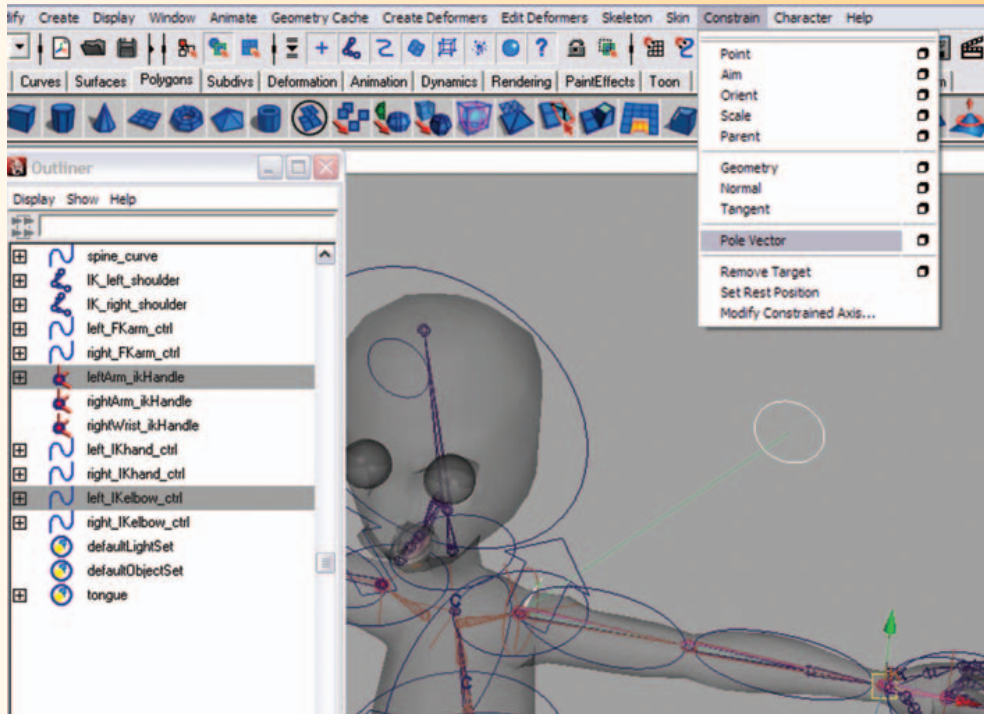 dify Create Display Window Animate Geometry Cache Create Deformers Edit Deformers Skeleton Skin Constrain Character Help
Curves Surfaces Polygons Subdivs Deformation Animation Dynamics Rendering PaintEffects Toon
Point
Aim
Orient
Scale
Parent
Geometry
Normal
Tangent
Pole Vector
Remove Target
Set Rest Position
Modify Constrained Axis...
Outliner
Display Show Help
spine_curve
IK_left_shoulder
IK_right_shoulder
left_FKarm_ctrl
right_FKarm_ctrl
leftArm_ikHandle
rightArm_ikHandle
rightWrist_ikHandle
left_IKhand_ctrl
right_IKhand_ctrl
left_IKelbow_ctrl
right_IKelbow_ctrl
defaultLightSet
defaultObjectSet
tongue